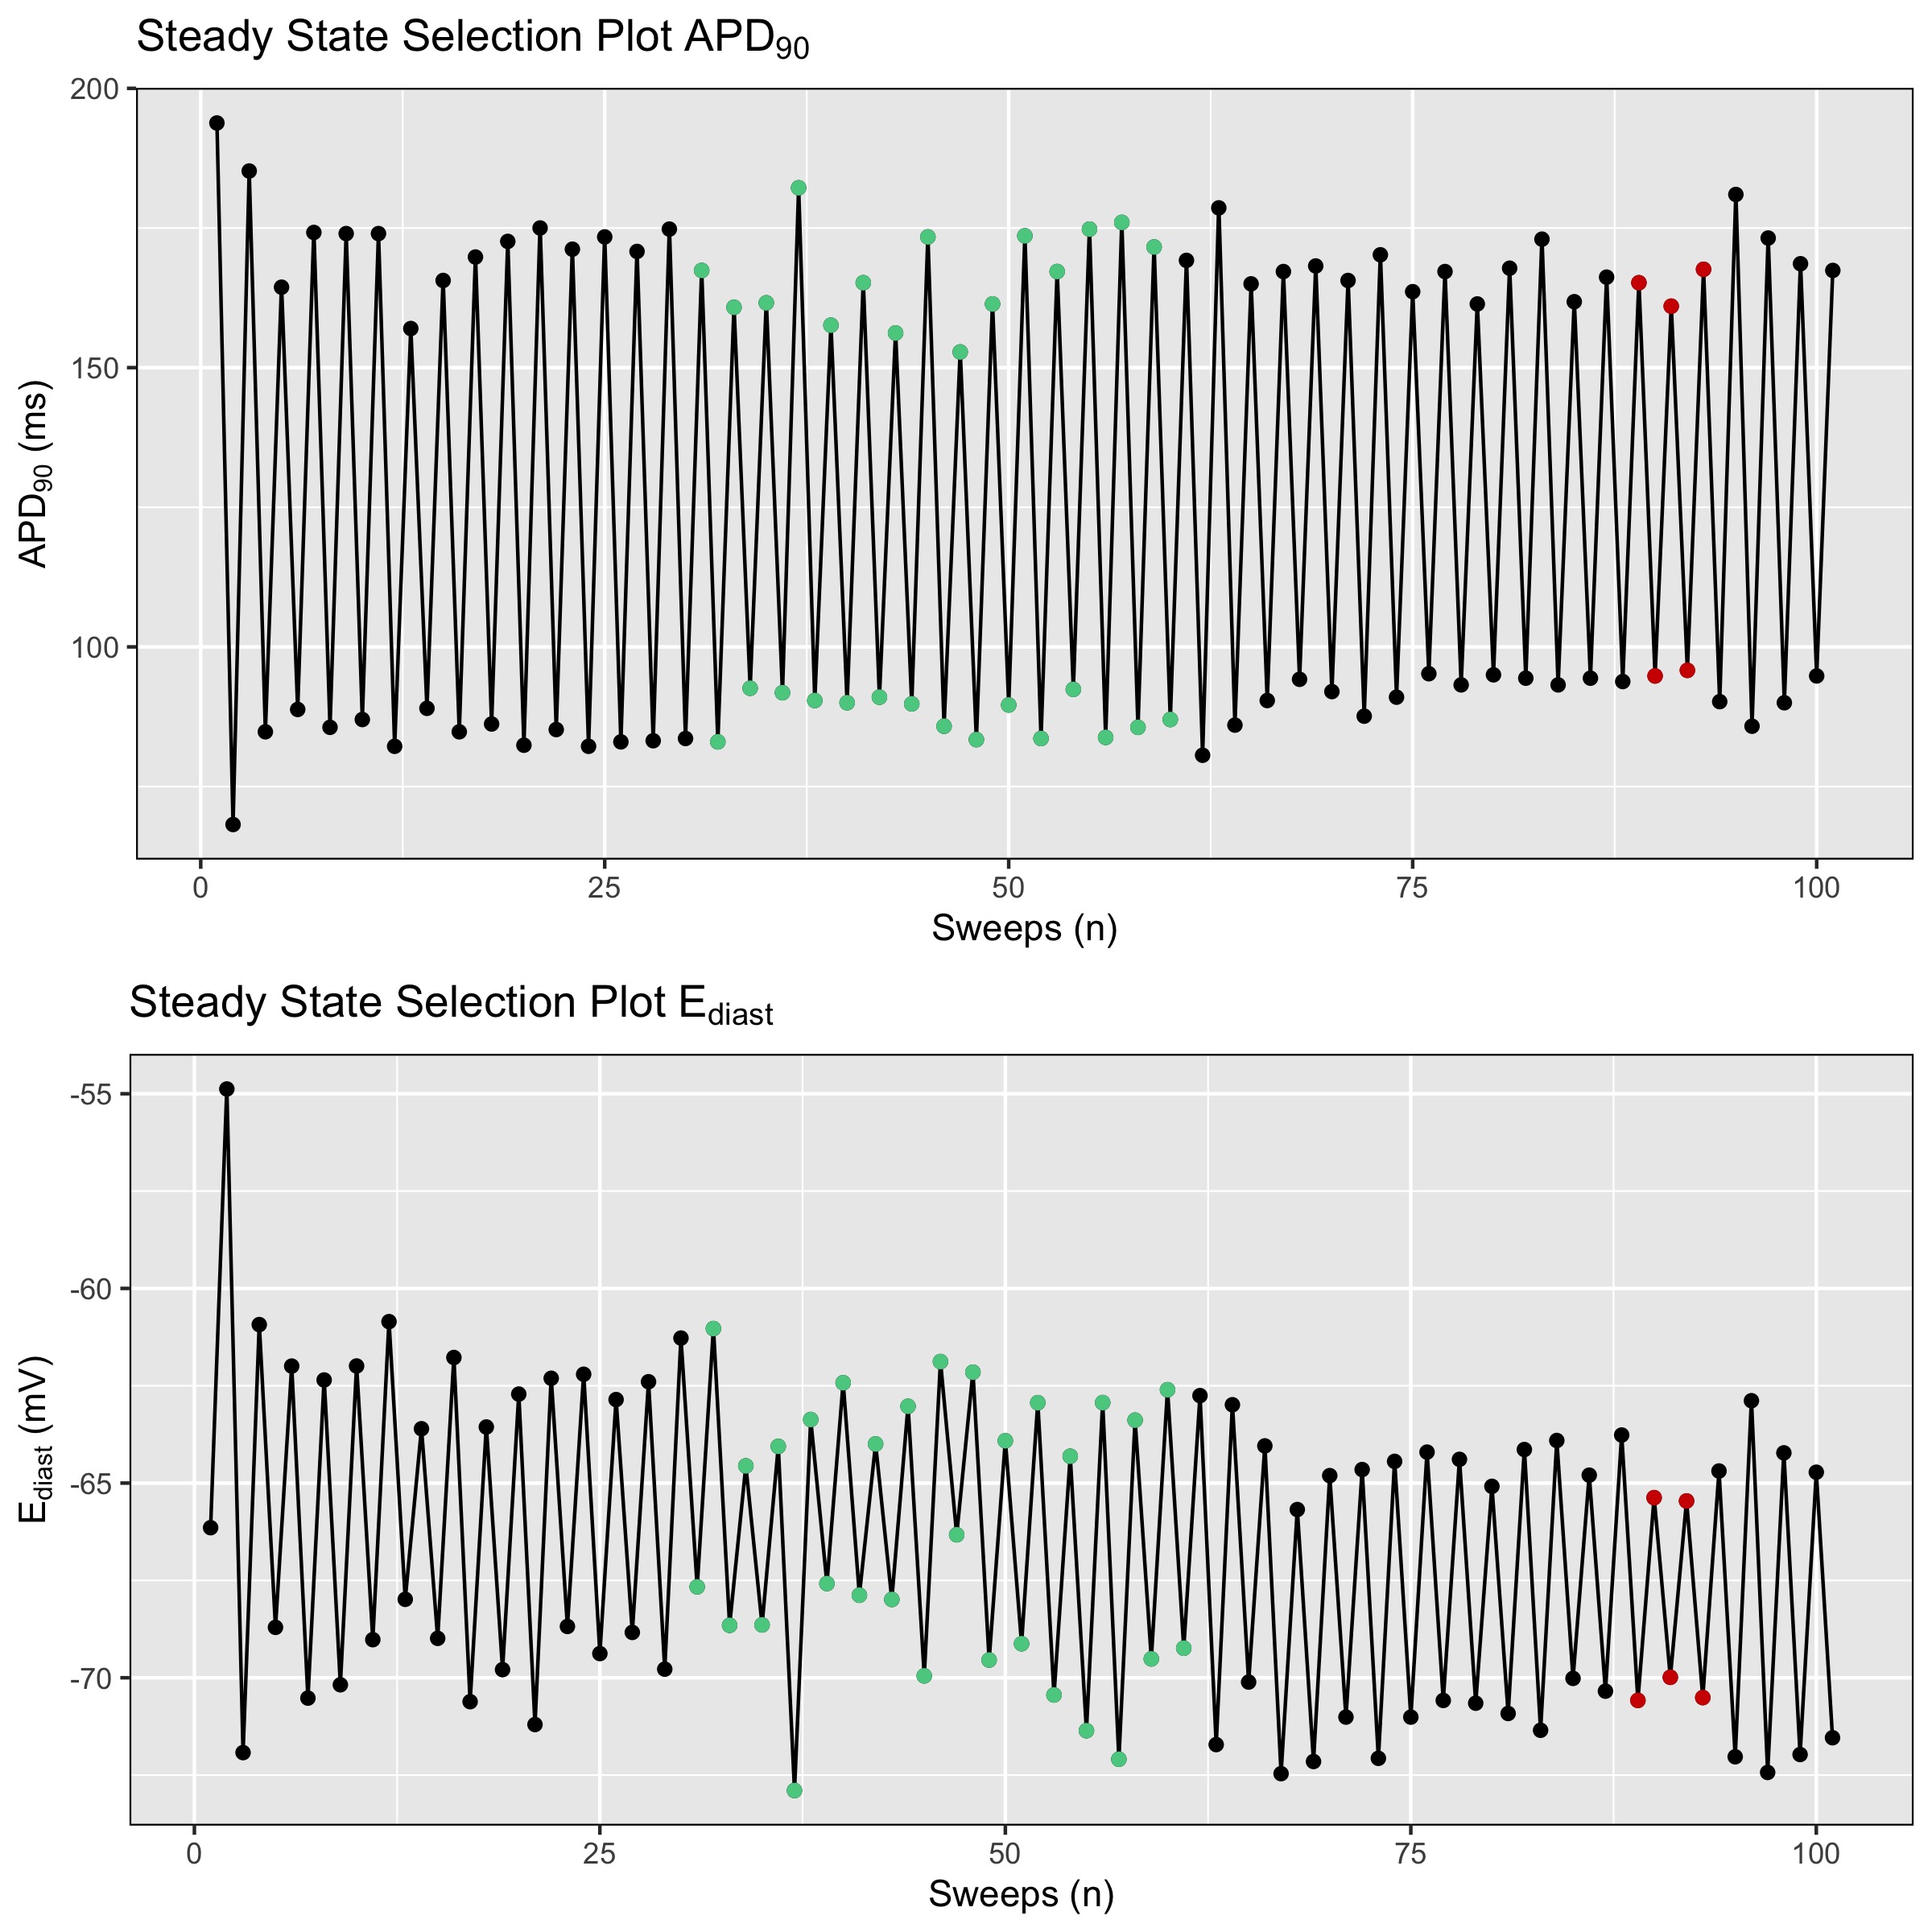 Steady State Selection Plot APD90
200
150
100
APD90 (ms)
0 25 50 75 100
Sweeps (n)
Steady State Selection Plot Ediast
-55
-60
-65
-70
Ediast (mV)
0 25 50 75 100
Sweeps (n)